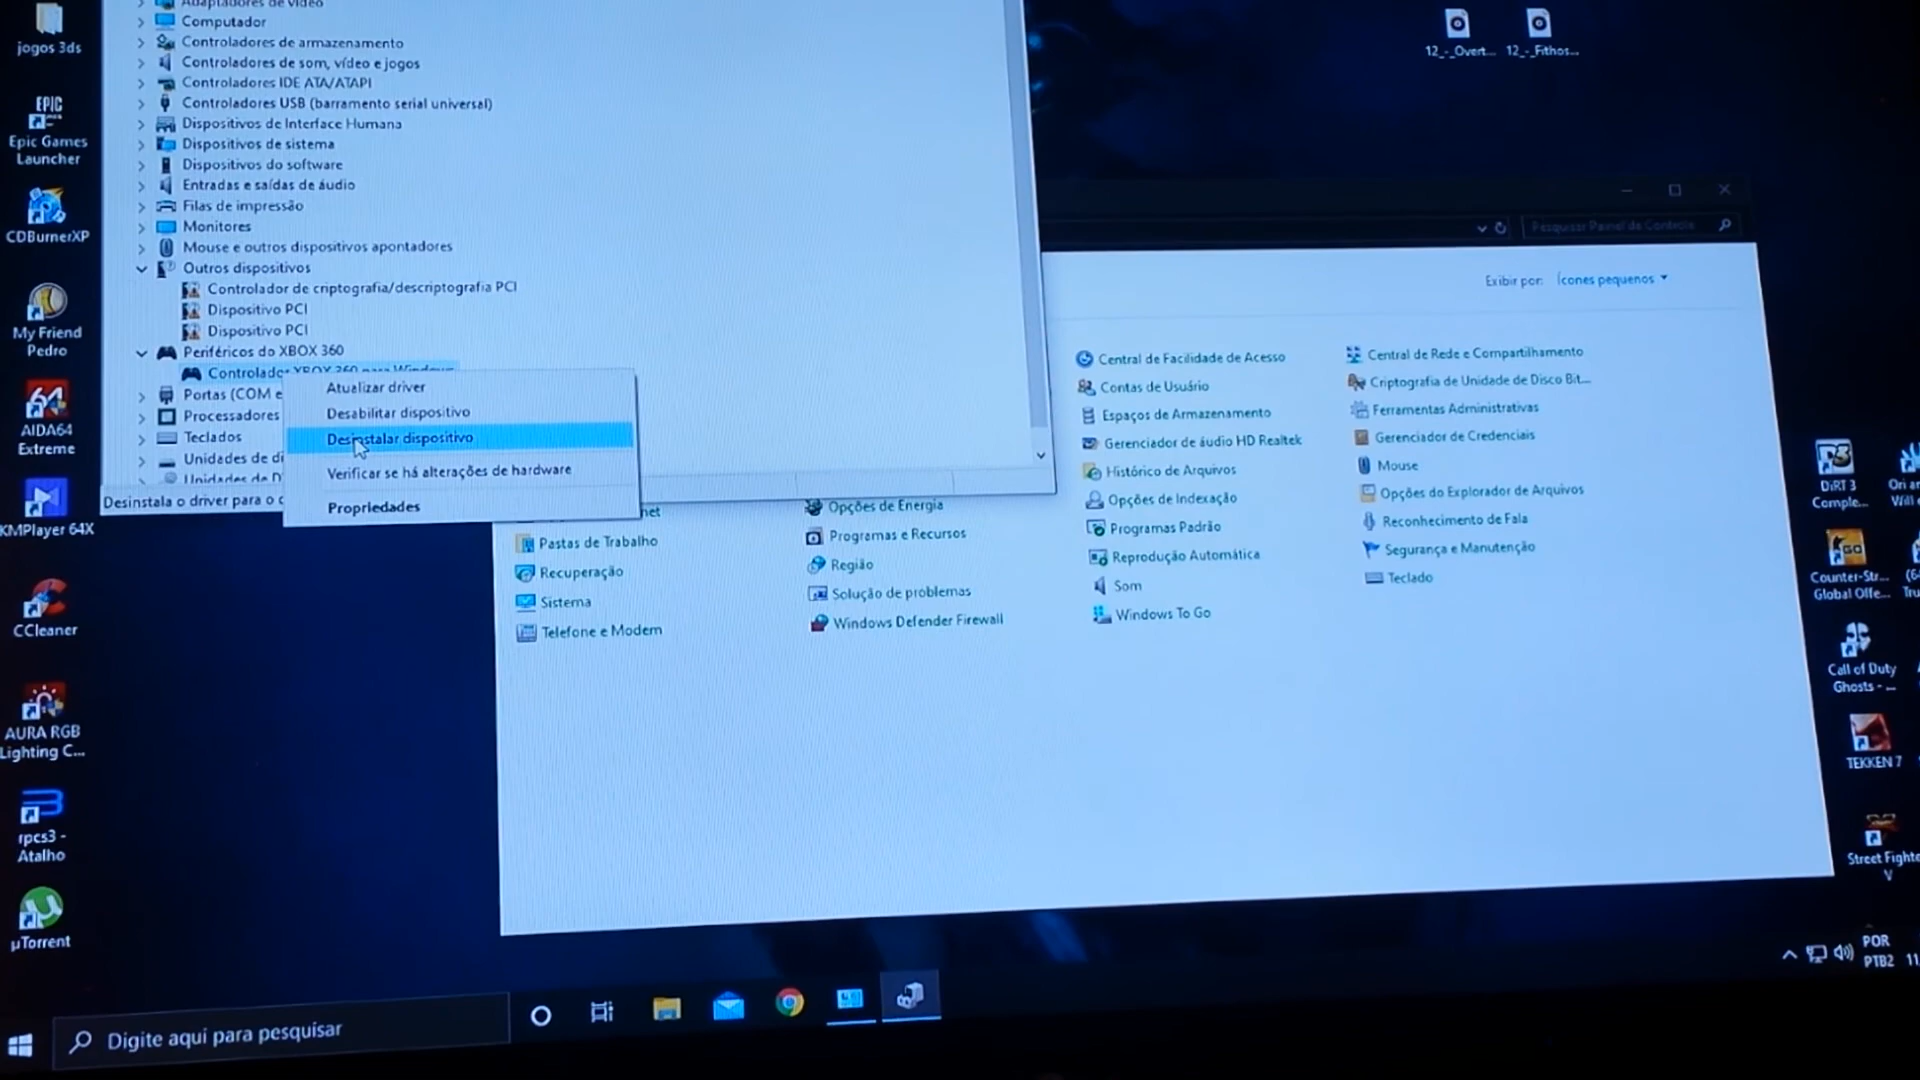 jogos 3ds
Epic Games
Launcher
CDBurnerXP
My Friend
Pedro
AIDA64
Extreme
KMPlayer 64X
CCleaner
AURA RGB
Lighting C...
rpcs3 -
Atalho
µTorrent
Adaptadores de vídeo
Computador
Controladores de armazenamento
Controladores de som, vídeo e jogos
Controladores IDE ATA/ATAPI
Controladores USB (barramento serial universal)
Dispositivos de Interface Humana
Dispositivos de sistema
Dispositivos do software
Entradas e saídas de áudio
Filas de impressão
Monitores
Mouse e outros dispositivos apontadores
Outros dispositivos
Controlador de criptografia/descriptografia PCI
Dispositivo PCI
Dispositivo PCI
Periféricos do XBOX 360
Controlador XBOX 360 para Windows
Portas (COM e
Processadores
Teclados
Unidades de di
Unidades de D
Desinstala o driver para o d
Atualizar driver
Desabilitar dispositivo
Desinstalar dispositivo
Verificar se há alterações de hardware
Propriedades
Pesquisar Painel de Controle
Exibir por: Ícones pequenos
net
Pastas de Trabalho
Recuperação
Sistema
Telefone e Modem
Opções de Energia
Programas e Recursos
Região
Solução de problemas
Windows Defender Firewall
Central de Facilidade de Acesso
Contas de Usuário
Espaços de Armazenamento
Gerenciador de áudio HD Realtek
Histórico de Arquivos
Opções de Indexação
Programas Padrão
Reprodução Automática
Som
Windows To Go
Central de Rede e Compartilhamento
Criptografia de Unidade de Disco Bit...
Ferramentas Administrativas
Gerenciador de Credenciais
Mouse
Opções do Explorador de Arquivos
Reconhecimento de Fala
Segurança e Manutenção
Teclado
12_-_Overt...
12_-_Fithos...
DiRT 3
Comple...
Ori an
Will
Counter-Str...
Global Offe...
Call of Duty
Ghosts - ...
TEKKEN 7
Street Fighte
V
Digite aqui para pesquisar
POR
PTB2
11